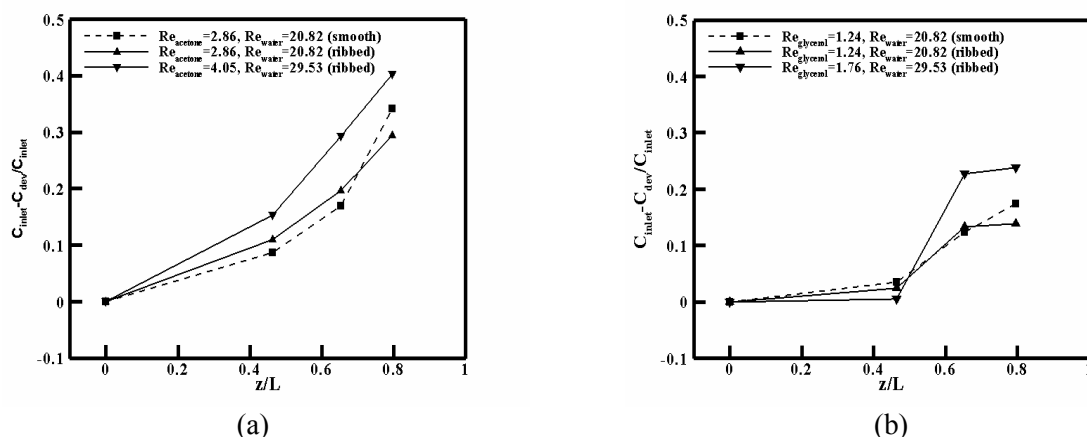 0.5
Re_acetone=2.86, Re_water=20.82 (smooth)
Re_acetone=2.86, Re_water=20.82 (ribbed)
Re_acetone=4.05, Re_water=29.53 (ribbed)
0.4
0.3
0.2
0.1
0
-0.1
C_inlet-C_dev/C_inlet
0 0.2 0.4 0.6 0.8 1
z/L
(a)
0.5
Re_glycerol=1.24, Re_water=20.82 (smooth)
Re_glycerol=1.24, Re_water=20.82 (ribbed)
Re_glycerol=1.76, Re_water=29.53 (ribbed)
0.4
0.3
0.2
0.1
0
-0.1
C_inlet-C_dev/C_inlet
0 0.2 0.4 0.6 0.8 1
z/L
(b)